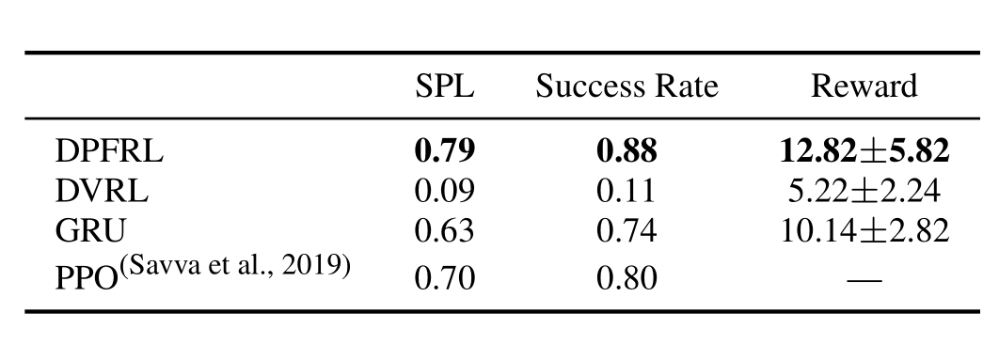 SPL Success Rate Reward
DPFRL 0.79 0.88 12.82±5.82
DVRL 0.09 0.11 5.22±2.24
GRU 0.63 0.74 10.14±2.82
PPO(Savva et al., 2019) 0.70 0.80 —